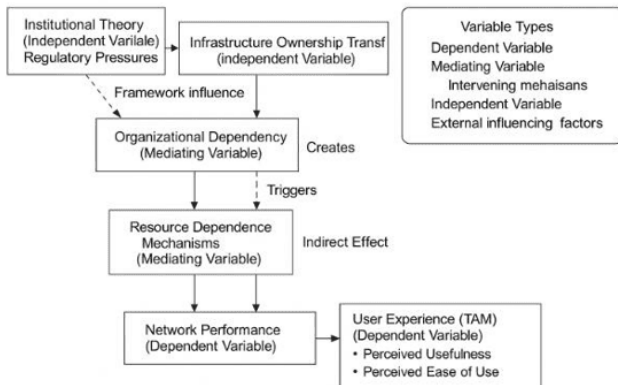 Institutional Theory
(Independent Varilale)
Regulatory Pressures
Infrastructure Ownership Transf
(independent Variable)
Variable Types
Dependent Variable
Mediating Variable
Intervening mehaisans
Independent Variable
External influencing factors
Framework influence
Organizational Dependency
(Mediating Variable)
Creates
Triggers
Resource Dependence
Mechanisms
(Mediating Variable)
Indirect Effect
Network Performance
(Dependent Variable)
User Experience (TAM)
(Dependent Variable)
• Perceived Usefulness
• Perceived Ease of Use